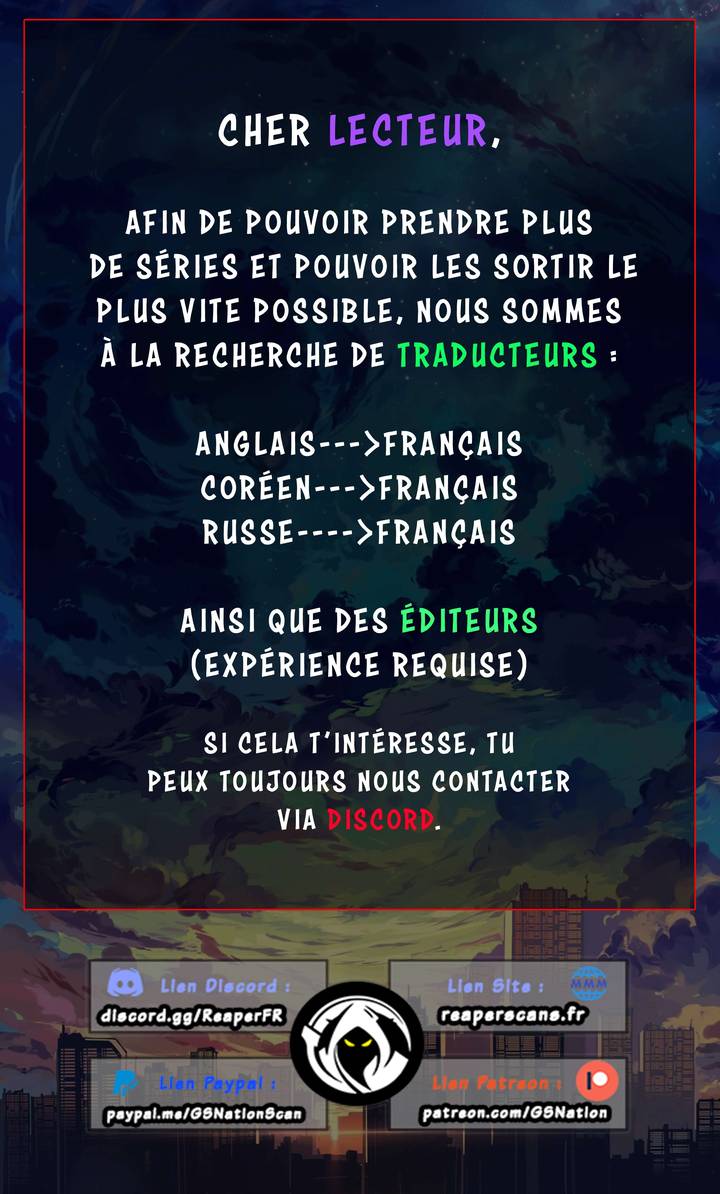 CHER LECTEUR,
AFIN DE POUVOIR PRENDRE PLUS
DE SÉRIES ET POUVOIR LES SORTIR LE
PLUS VITE POSSIBLE, NOUS SOMMES
À LA RECHERCHE DE TRADUCTEURS :
ANGLAIS--->FRANÇAIS
CORÉEN--->FRANÇAIS
RUSSE---->FRANÇAIS
AINSI QUE DES ÉDITEURS
(EXPÉRIENCE REQUISE)
SI CELA T'INTÉRESSE, TU
PEUX TOUJOURS NOUS CONTACTER
VIA DISCORD.
Lien Discord :
discord.gg/ReaperFR
Lien Site :
reaperscans.fr
Lien Paypal :
paypal.me/GSNationScan
Lien Patreon :
patreon.com/GSNation